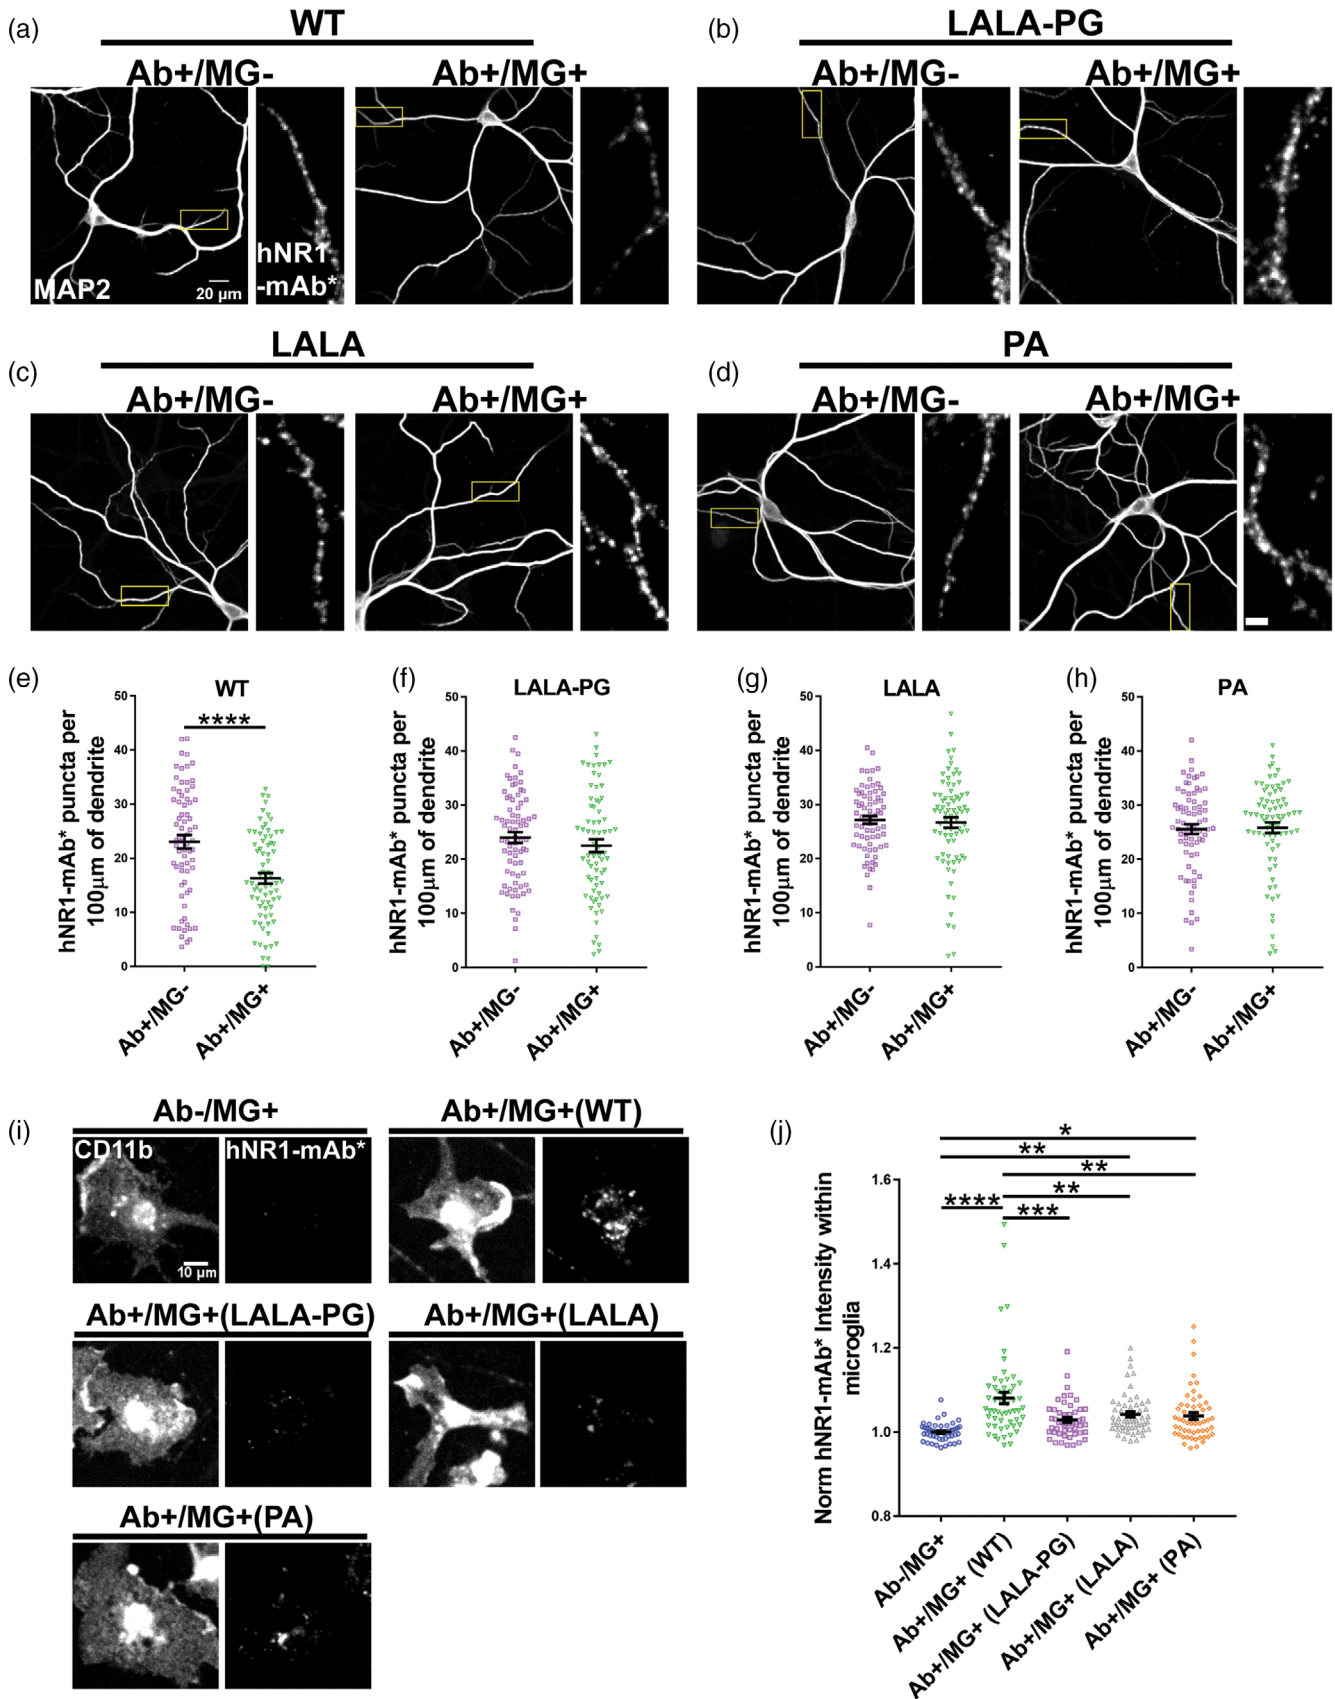 (a) WT
Ab+/MG- Ab+/MG+
MAP2
20 µm
hNR1
-mAb*
(b) LALA-PG
Ab+/MG- Ab+/MG+
(c) LALA
Ab+/MG- Ab+/MG+
(d) PA
Ab+/MG- Ab+/MG+
(e) WT
hNR1-mAb* puncta per
100µm of dendrite
50
40
30
20
10
0
****
Ab+/MG-
Ab+/MG+
(f) LALA-PG
hNR1-mAb* puncta per
100µm of dendrite
50
40
30
20
10
0
Ab+/MG-
Ab+/MG+
(g) LALA
hNR1-mAb* puncta per
100µm of dendrite
50
40
30
20
10
0
Ab+/MG-
Ab+/MG+
(h) PA
hNR1-mAb* puncta per
100µm of dendrite
50
40
30
20
10
0
Ab+/MG-
Ab+/MG+
(i) Ab-/MG+
CD11b
10 µm
hNR1-mAb*
Ab+/MG+(WT)
Ab+/MG+(LALA-PG)
Ab+/MG+(LALA)
Ab+/MG+(PA)
(j)
Norm hNR1-mAb* Intensity within
microglia
*
**
**
**
****
***
1.6
1.4
1.2
1.0
0.8
Ab-/MG+
Ab+/MG+ (WT)
Ab+/MG+ (LALA-PG)
Ab+/MG+ (LALA)
Ab+/MG+ (PA)